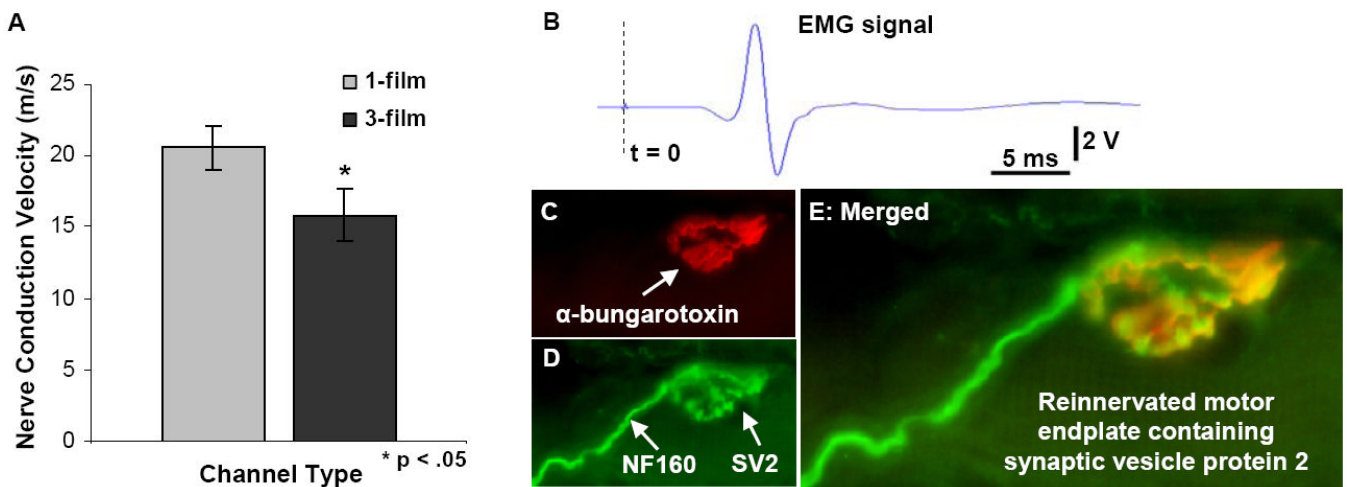 A
Nerve Conduction Velocity (m/s)
25
20
15
10
5
0
1-film
3-film
*
Channel Type
* p < .05
B
EMG signal
t = 0
5 ms
2 V
C
α-bungarotoxin
D
NF160
SV2
E: Merged
Reinnervated motor
endplate containing
synaptic vesicle protein 2